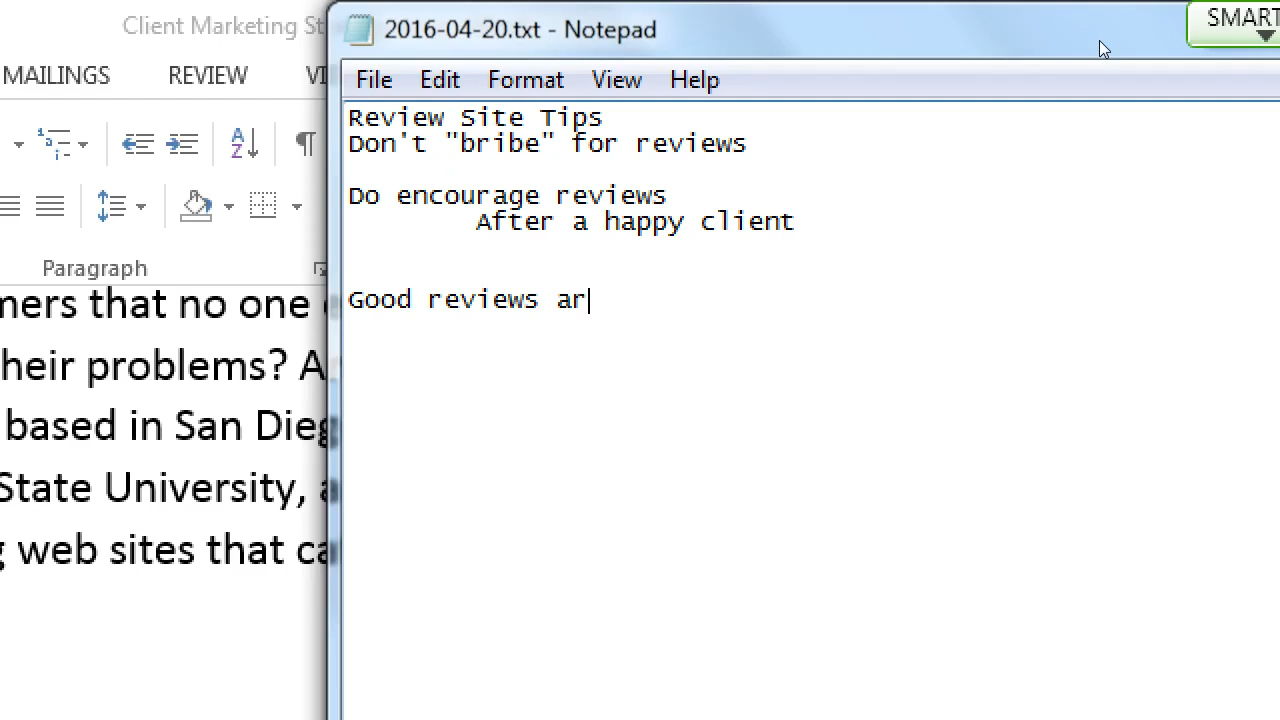 Client Marketing St
MAILINGS REVIEW VI
Paragraph
mers that no one
heir problems? A
based in San Dieg
State University, a
g web sites that ca
2016-04-20.txt - Notepad
SMART
File Edit Format View Help
Review Site Tips
Don't "bribe" for reviews
Do encourage reviews
After a happy client
Good reviews ar